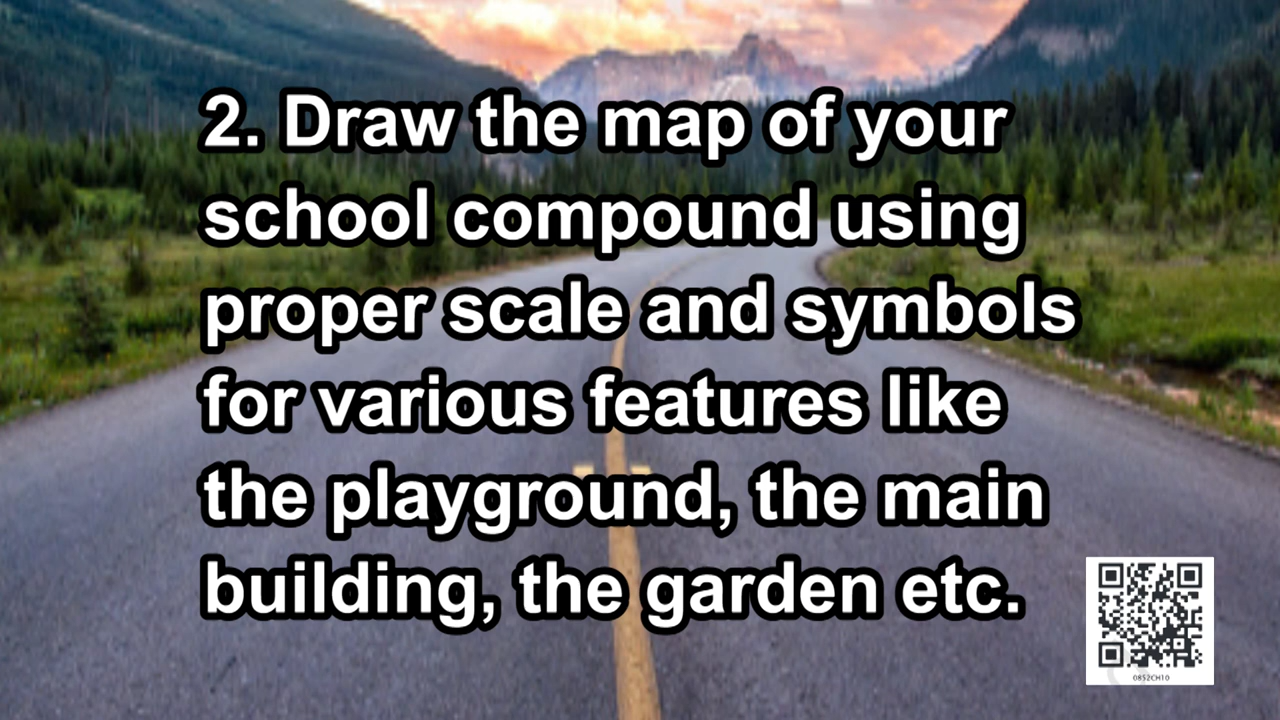 2. Draw the map of your
school compound using
proper scale and symbols
for various features like
the playground, the main
building, the garden etc.
0852CH10